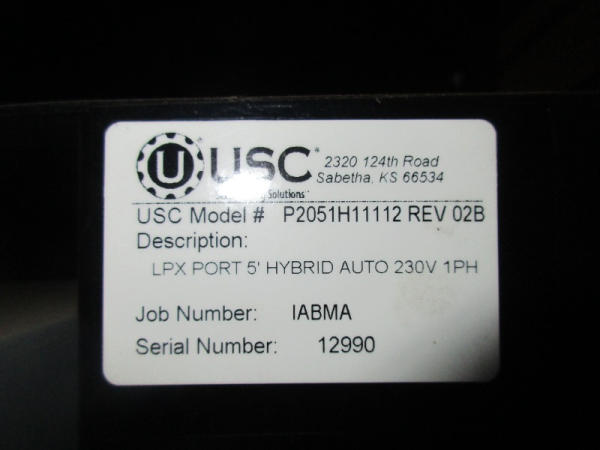 U USC
2320 124th Road
Sabetha, KS 66534
Solutions
USC Model # P2051H11112 REV 02B
Description:
LPX PORT 5' HYBRID AUTO 230V 1PH
Job Number: IABMA
Serial Number: 12990